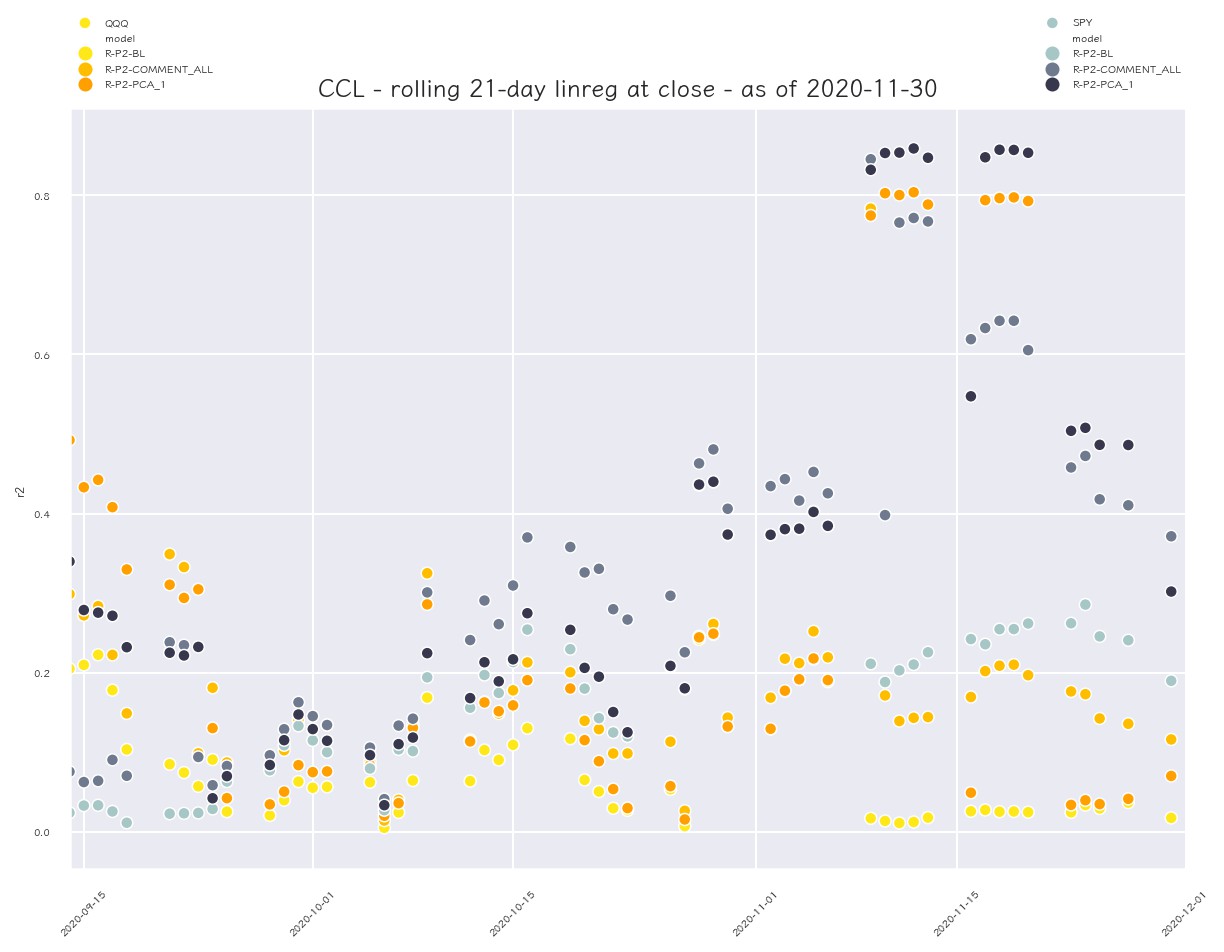 QQQ
model
R-P2-BL
R-P2-COMMENT_ALL
R-P2-PCA_1
SPY
model
R-P2-BL
R-P2-COMMENT_ALL
R-P2-PCA_1
CCL - rolling 21-day linreg at close - as of 2020-11-30
0.8
0.6
0.4
0.2
0.0
r2
2020-09-15
2020-10-01
2020-10-15
2020-11-01
2020-11-15
2020-12-01